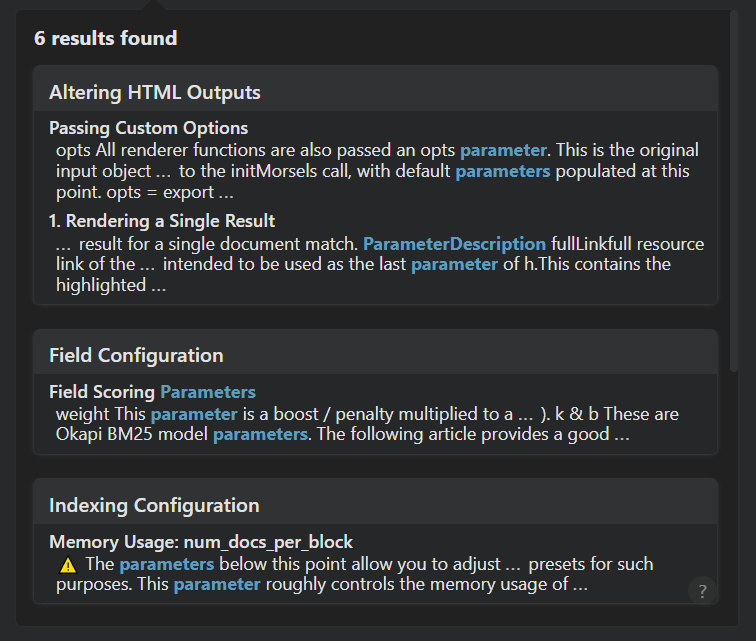 6 results found
Altering HTML Outputs
Passing Custom Options
opts All renderer functions are also passed an opts parameter. This is the original
input object ... to the initMorsels call, with default parameters populated at this
point. opts = export ...
1. Rendering a Single Result
... result for a single document match. ParameterDescription fullLinkfull resource
link of the ... intended to be used as the last parameter of h.This contains the
highlighted ...
Field Configuration
Field Scoring Parameters
weight This parameter is a boost / penalty multiplied to a ... ). k & b These are
Okapi BM25 model parameters. The following article provides a good ...
Indexing Configuration
Memory Usage: num_docs_per_block
⚠️ The parameters below this point allow you to adjust ... presets for such
purposes. This parameter roughly controls the memory usage of ...
?